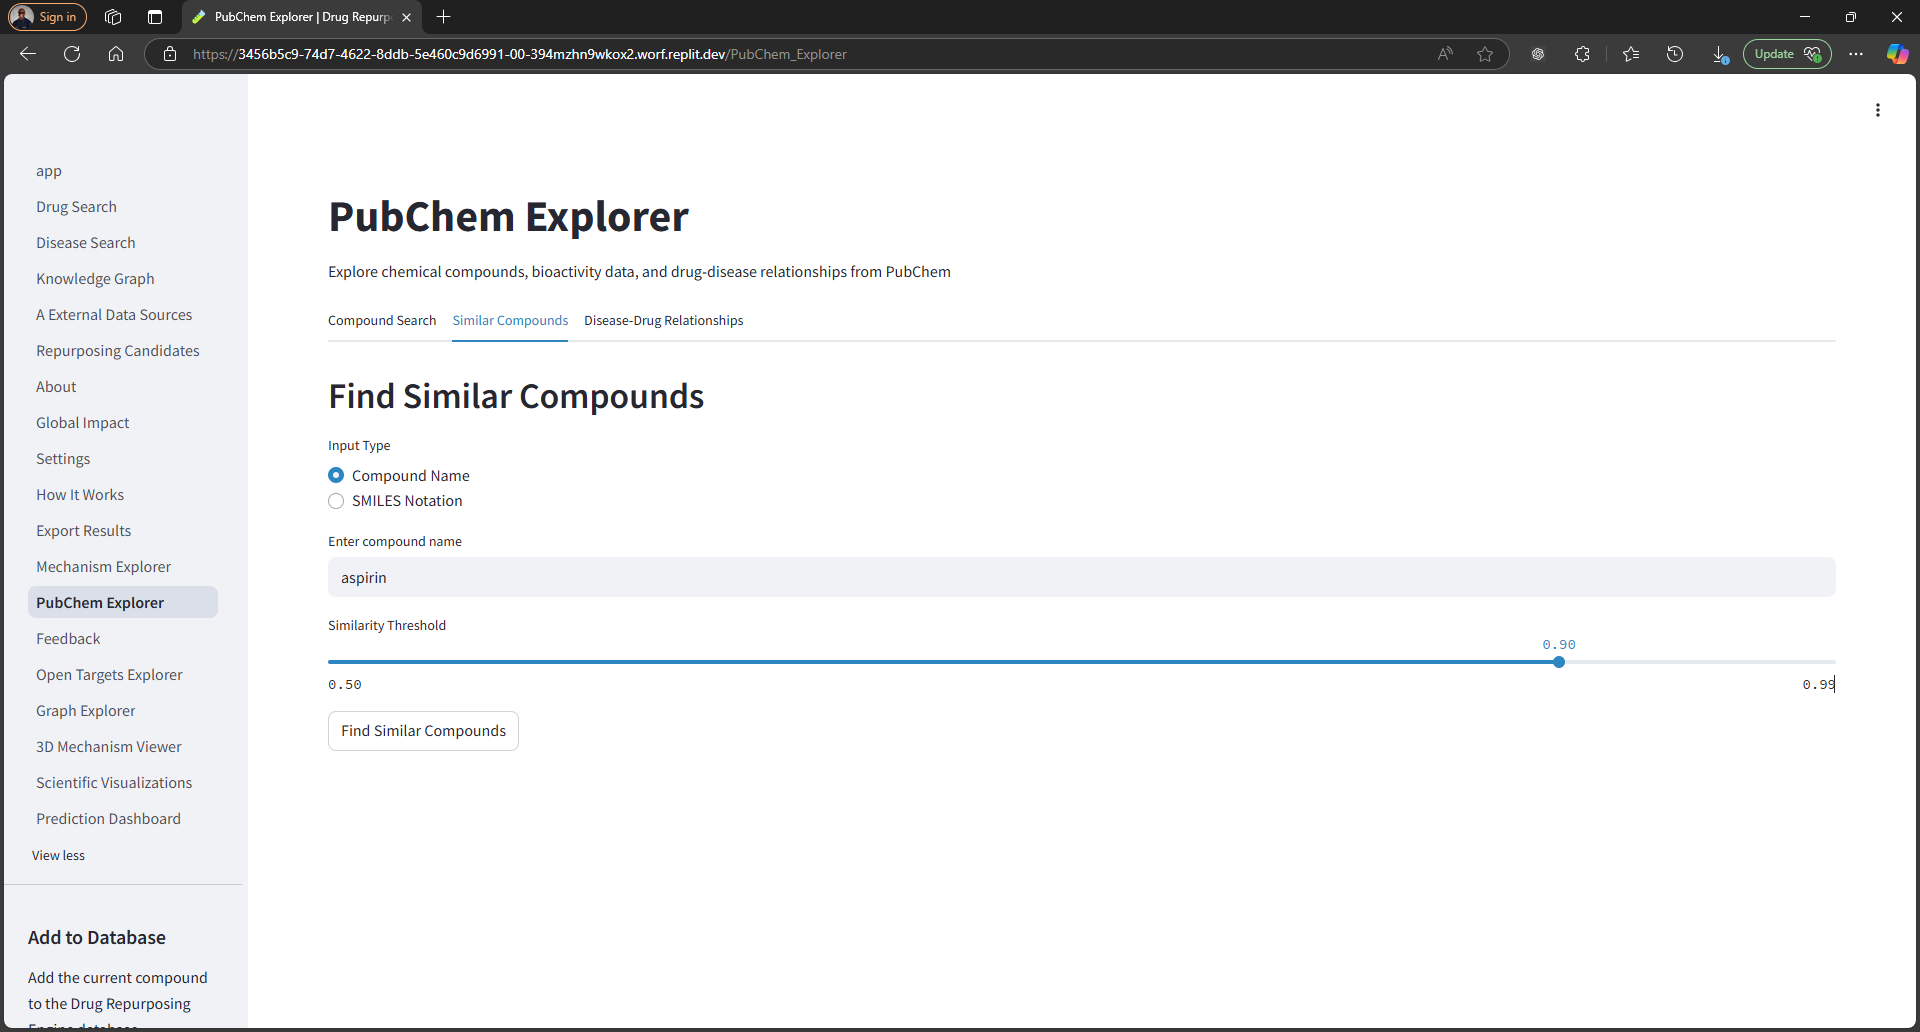 Sign in
PubChem Explorer | Drug Repurp
https://3456b5c9-74d7-4622-8ddb-5e460c9d6991-00-394mzhn9wkox2.worf.replit.dev/PubChem_Explorer
Update
app
Drug Search
Disease Search
Knowledge Graph
A External Data Sources
Repurposing Candidates
About
Global Impact
Settings
How It Works
Export Results
Mechanism Explorer
PubChem Explorer
Feedback
Open Targets Explorer
Graph Explorer
3D Mechanism Viewer
Scientific Visualizations
Prediction Dashboard
View less
Add to Database
Add the current compound
to the Drug Repurposing
Engine database
PubChem Explorer
Explore chemical compounds, bioactivity data, and drug-disease relationships from PubChem
Compound Search Similar Compounds Disease-Drug Relationships
Find Similar Compounds
Input Type
Compound Name
SMILES Notation
Enter compound name
aspirin
Similarity Threshold
0.90
0.50 0.99
Find Similar Compounds